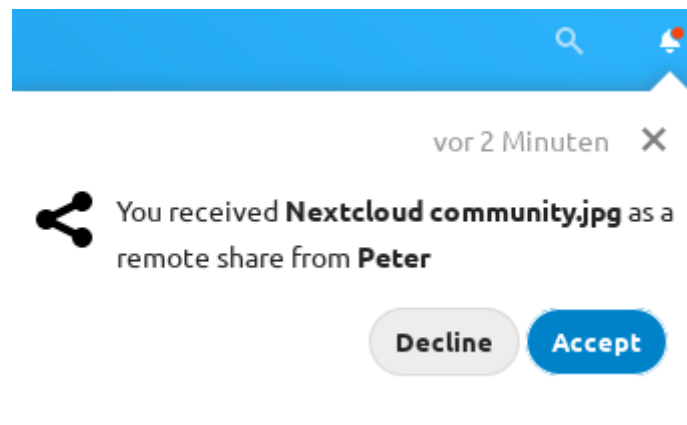 vor 2 Minuten
You received Nextcloud community.jpg as a
remote share from Peter
Decline Accept